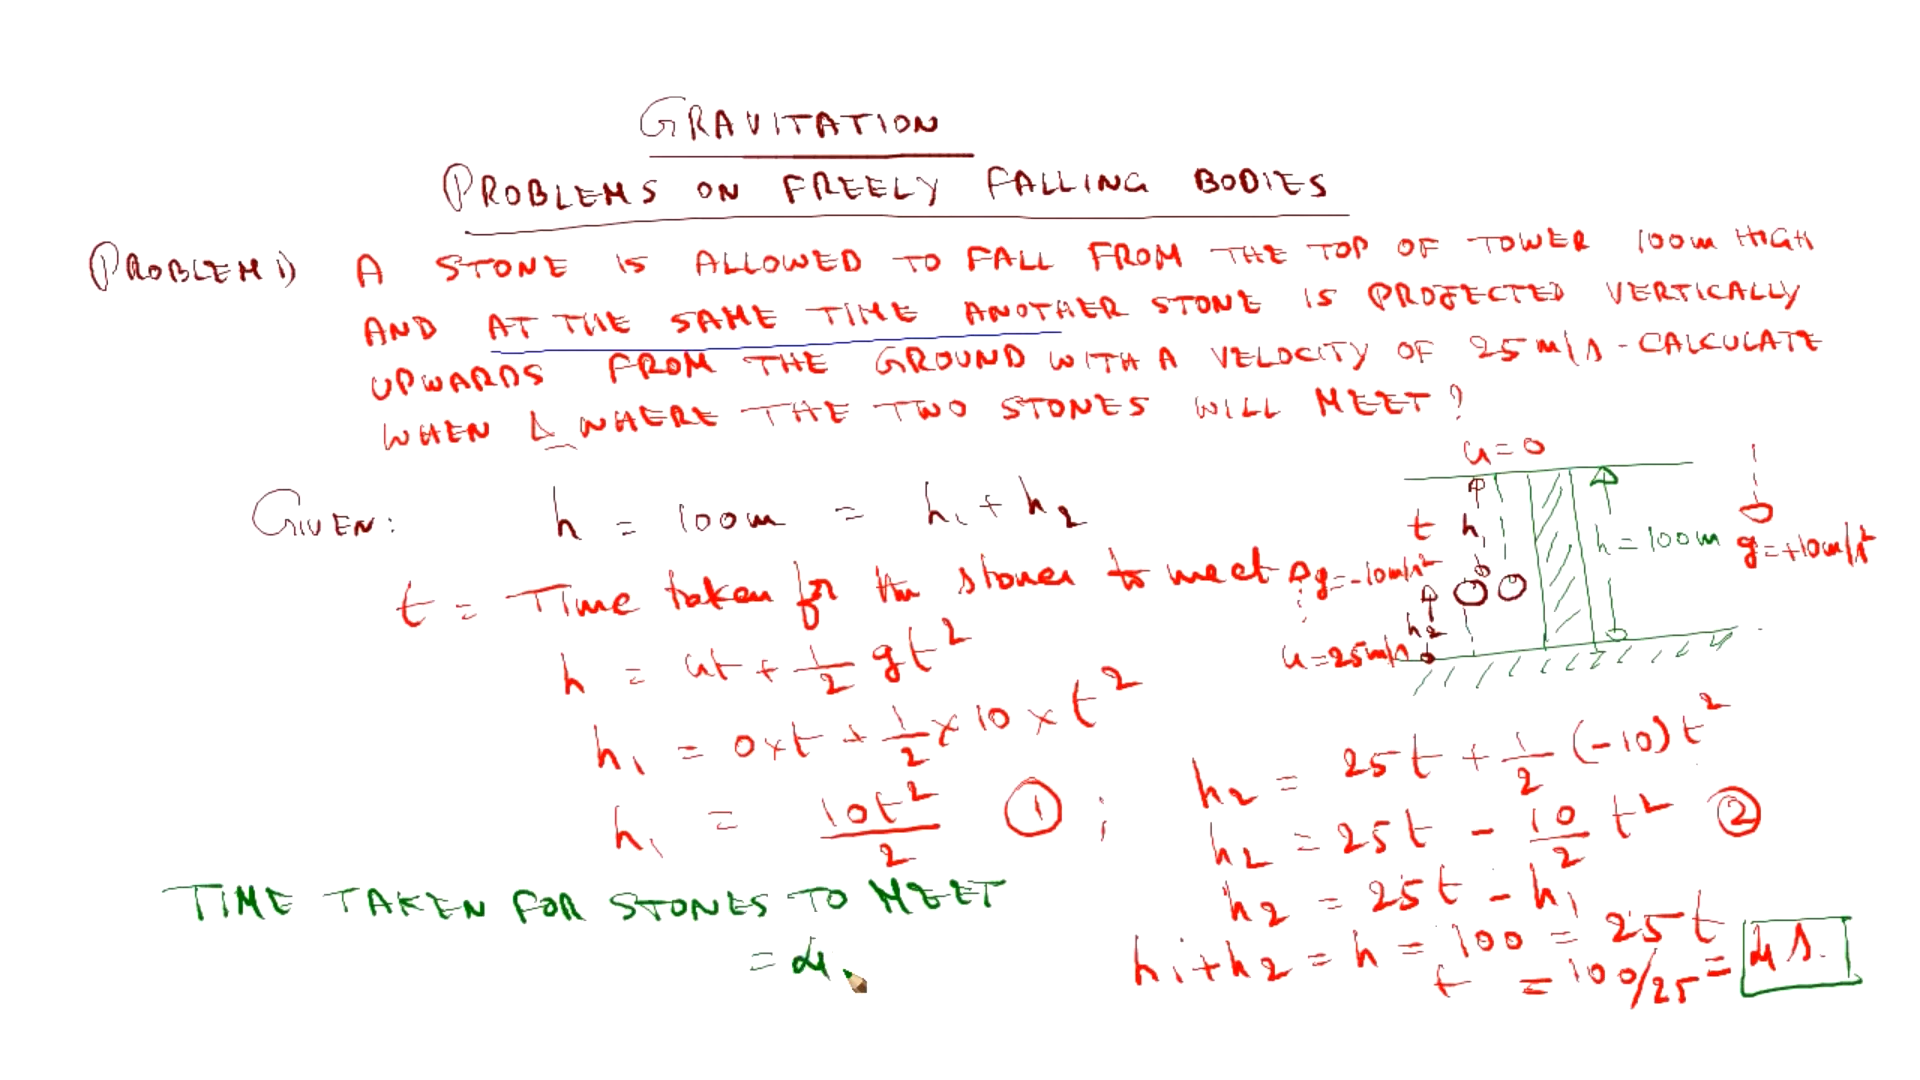 GRAVITATION
PROBLEMS ON FREELY FALLING BODIES
PROBLEM 1) A STONE IS ALLOWED TO FALL FROM THE TOP OF TOWER 100m HIGH
AND AT THE SAME TIME ANOTHER STONE IS PROJECTED VERTICALLY
UPWARDS FROM THE GROUND WITH A VELOCITY OF 25 m/s - CALCULATE
WHEN & WHERE THE TWO STONES WILL MEET?
u = 0
t h₁ h = 100m g = +10m/s²
g = -10m/s²
h₂
u = 25m/s
GIVEN: h = 100m = h₁ + h₂
t = Time taken for the stones to meet
h = ut + 1/2 gt²
h₁ = 0×t + 1/2 × 10 × t²
h₁ = 10t²/2 ① ;
h₂ = 25t + 1/2 (-10) t²
h₂ = 25t - 10/2 t² ②
h₂ = 25t - h₁
h₁+h₂ = h = 100 = 25t
t = 100/25 = 4 s.
TIME TAKEN FOR STONES TO MEET
= 4